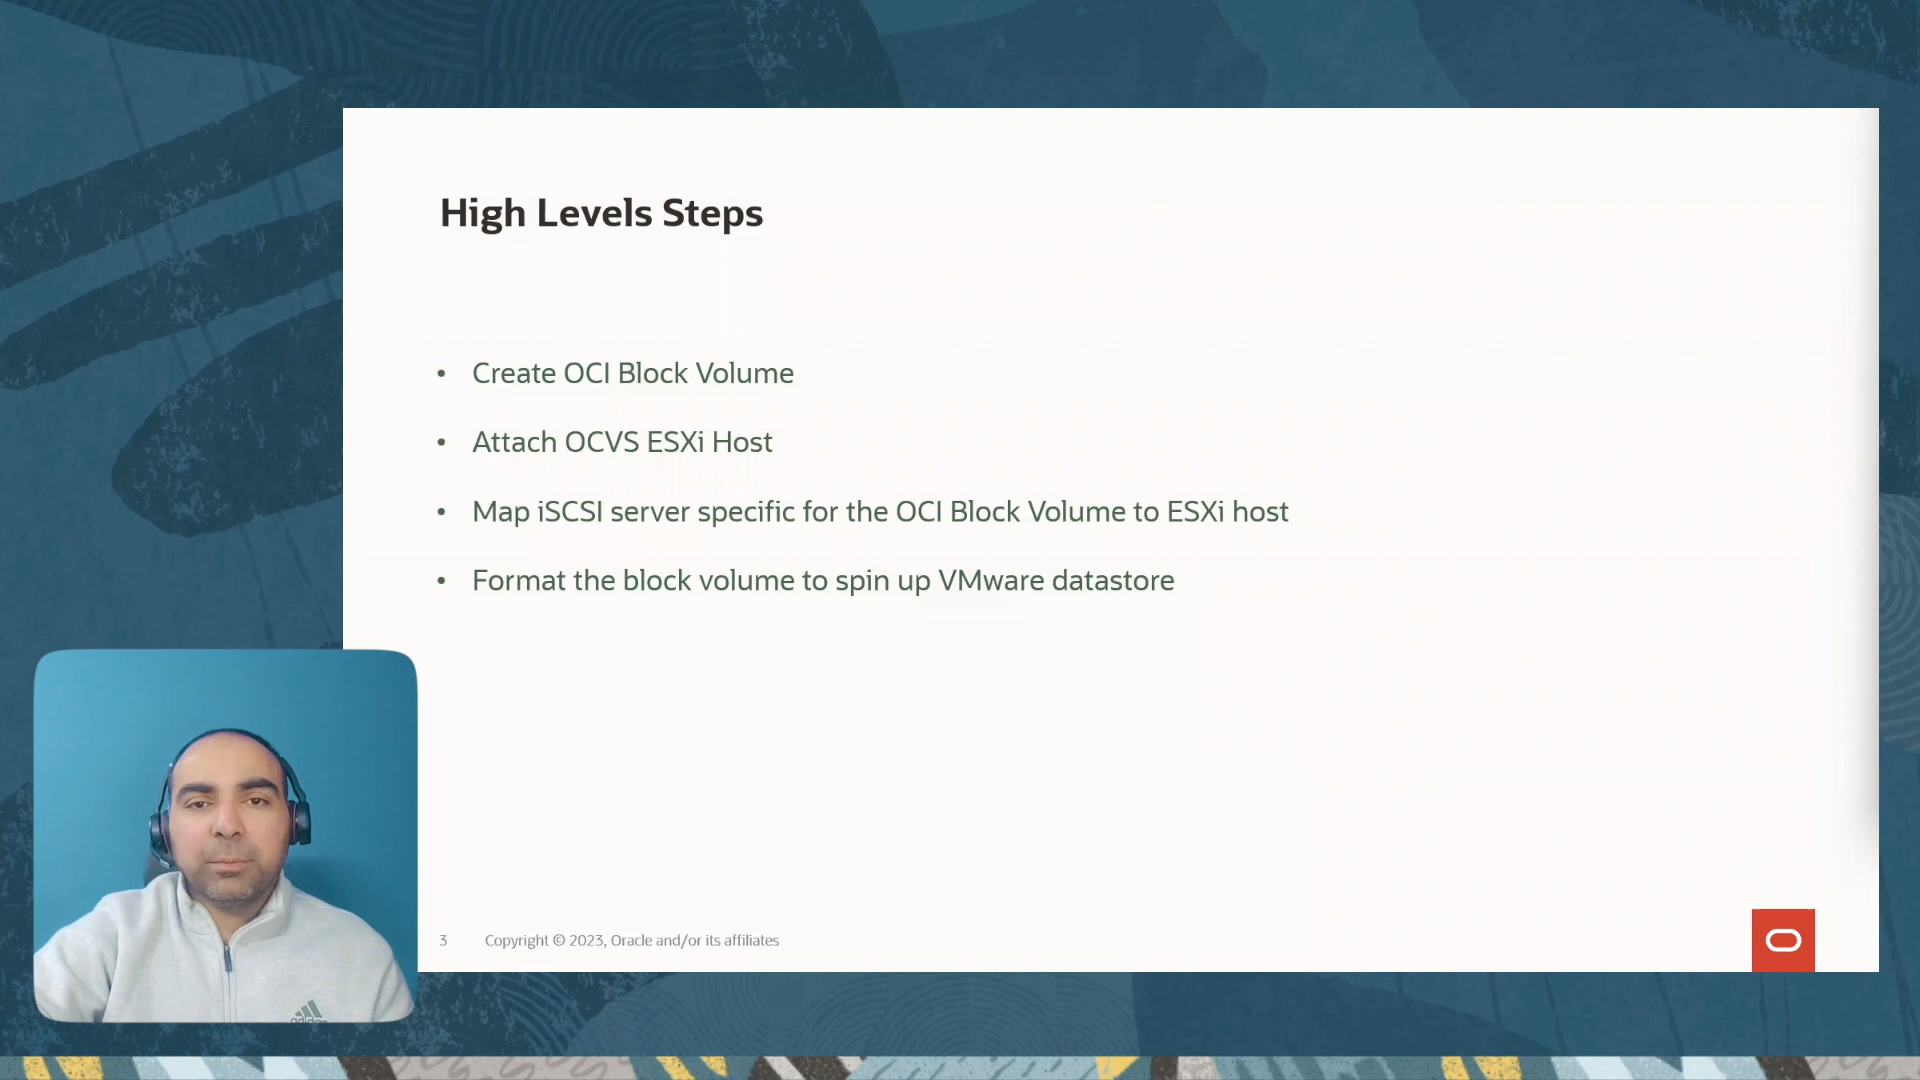 High Levels Steps
• Create OCI Block Volume
• Attach OCVS ESXi Host
• Map iSCSI server specific for the OCI Block Volume to ESXi host
• Format the block volume to spin up VMware datastore
3 Copyright © 2023, Oracle and/or its affiliates
adidas